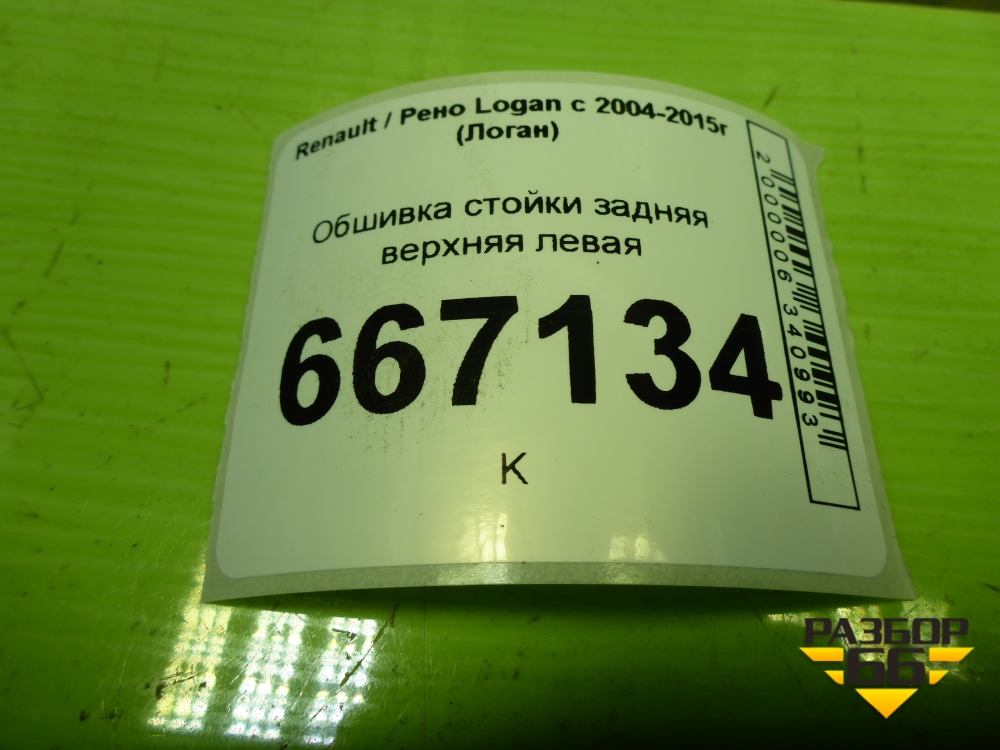 Renault / Рено Logan с 2004-2015г
(Логан)
Обшивка стойки задняя
верхняя левая
667134
К
2000006340993
РАЗБОР
66